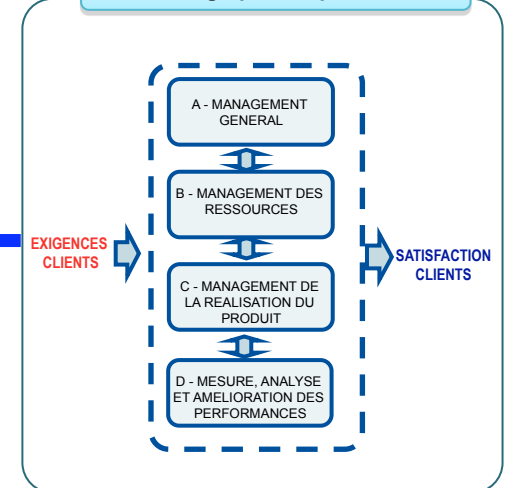 A - MANAGEMENT
GENERAL
B - MANAGEMENT DES
RESSOURCES
EXIGENCES
CLIENTS
SATISFACTION
CLIENTS
C - MANAGEMENT DE
LA REALISATION DU
PRODUIT
D - MESURE, ANALYSE
ET AMELIORATION DES
PERFORMANCES